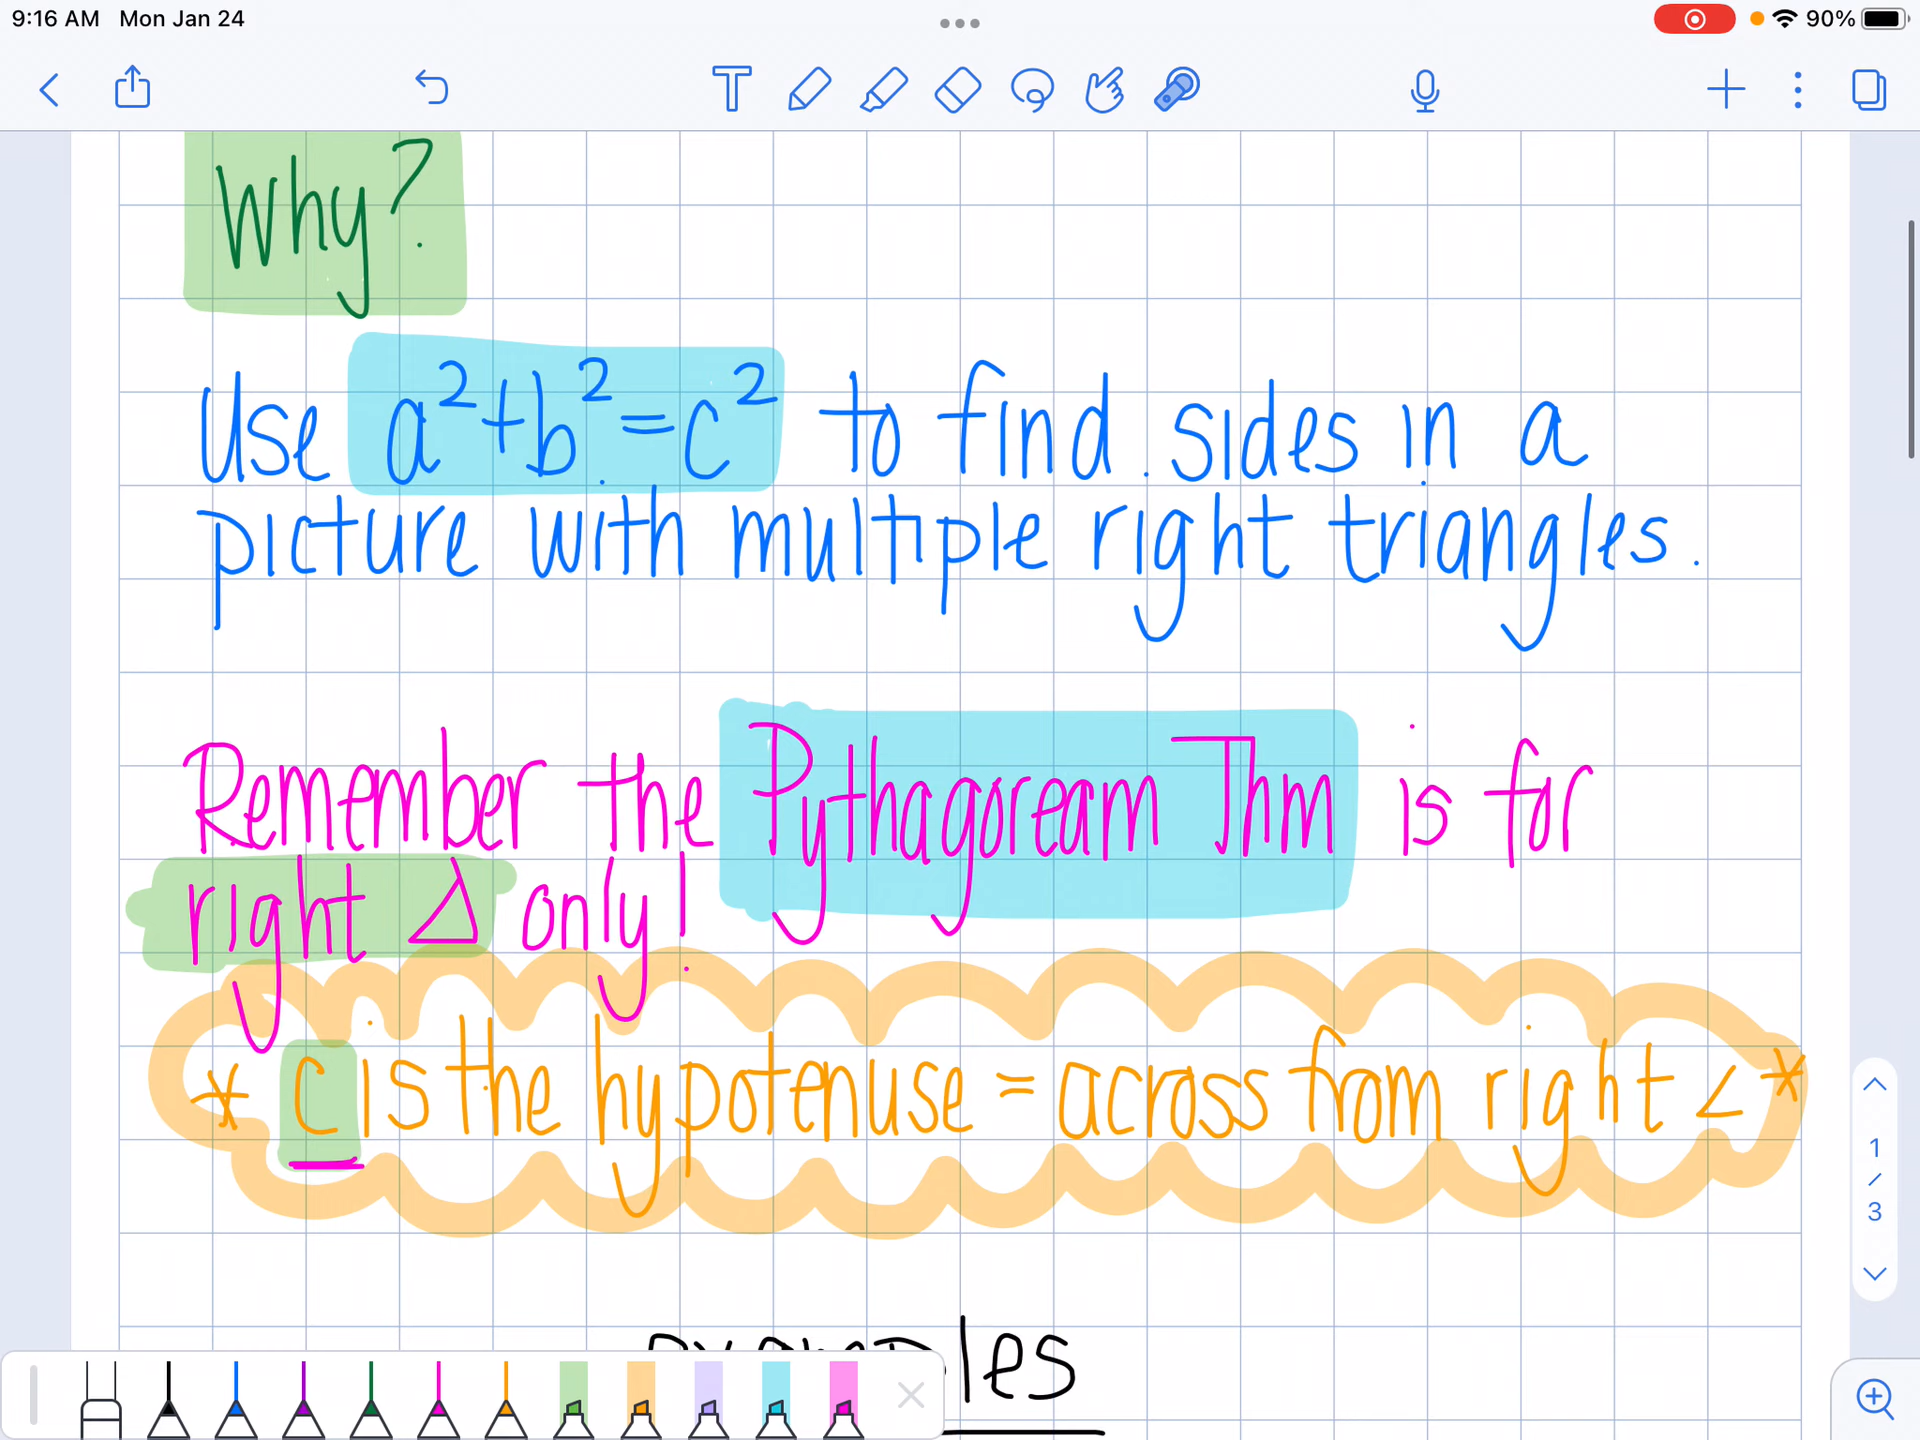 9:16 AM Mon Jan 24
90%
Why?
Use a²+b²=c² to find sides in a
picture with multiple right triangles.
Remember the Pythagoream Thm is for
right Δ only!
* c is the hypotenuse = across from right ∠ *
1
/
3
examples